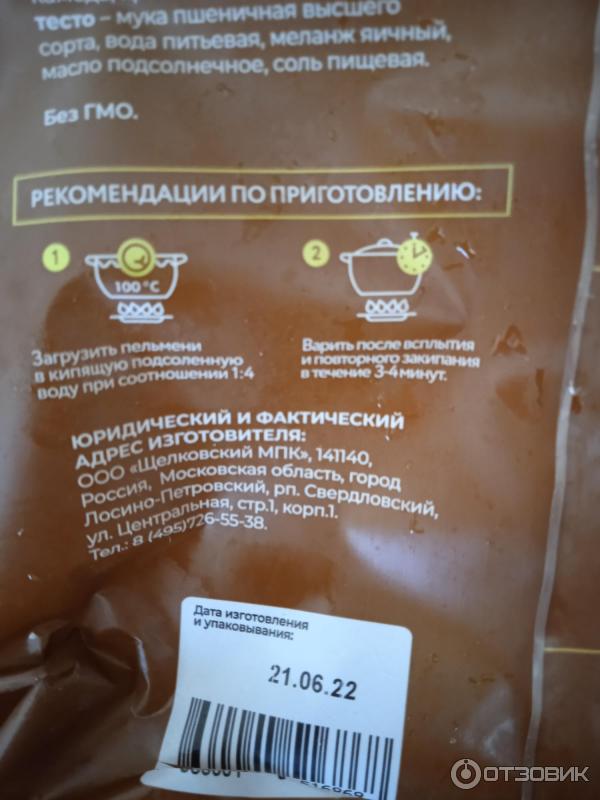 тесто – мука пшеничная высшего
сорта, вода питьевая, меланж яичный,
масло подсолнечное, соль пищевая.
Без ГМО.
РЕКОМЕНДАЦИИ ПО ПРИГОТОВЛЕНИЮ:
1
100 °C
Загрузить пельмени
в кипящую подсоленную
воду при соотношении 1:4
2
Варить после всплытия
и повторного закипания
в течение 3-4 минут.
ЮРИДИЧЕСКИЙ И ФАКТИЧЕСКИЙ
АДРЕС ИЗГОТОВИТЕЛЯ:
ООО «Щелковский МПК», 141140,
Россия, Московская область, город
Лосино-Петровский, рп. Свердловский,
ул. Центральная, стр.1, корп.1.
Тел.: 8 (495)726-55-38.
Дата изготовления
и упаковывания:
21.06.22
ОТЗОВИК